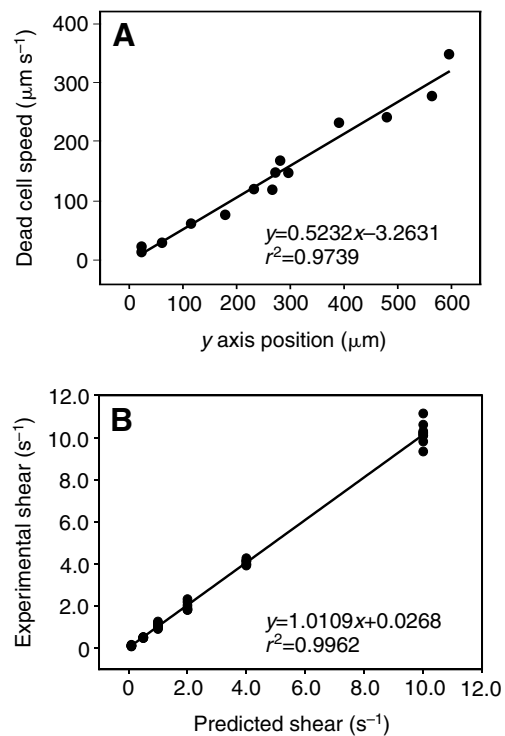 A
Dead cell speed (μm s⁻¹)
400
300
200
100
0
y=0.5232x–3.2631
r²=0.9739
0 100 200 300 400 500 600
y axis position (μm)
B
Experimental shear (s⁻¹)
12.0
10.0
8.0
6.0
4.0
2.0
0
y=1.0109x+0.0268
r²=0.9962
0 2.0 4.0 6.0 8.0 10.0 12.0
Predicted shear (s⁻¹)